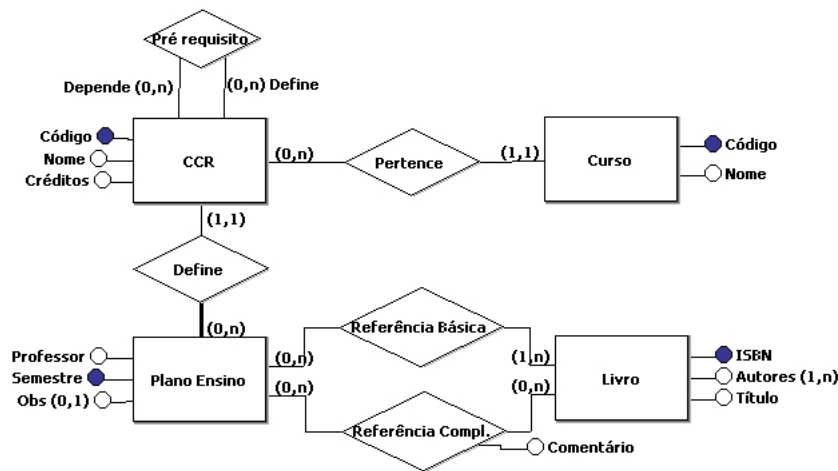 Pré requisito
Depende (0,n)
(0,n) Define
Código
Nome
Créditos
CCR
(0,n)
Pertence
(1,1)
Curso
Código
Nome
(1,1)
Define
(0,n)
Professor
Semestre
Obs (0,1)
Plano Ensino
(0,n)
(0,n)
Referência Básica
(1,n)
(0,n)
Referência Compl.
Comentário
Livro
ISBN
Autores (1,n)
Título